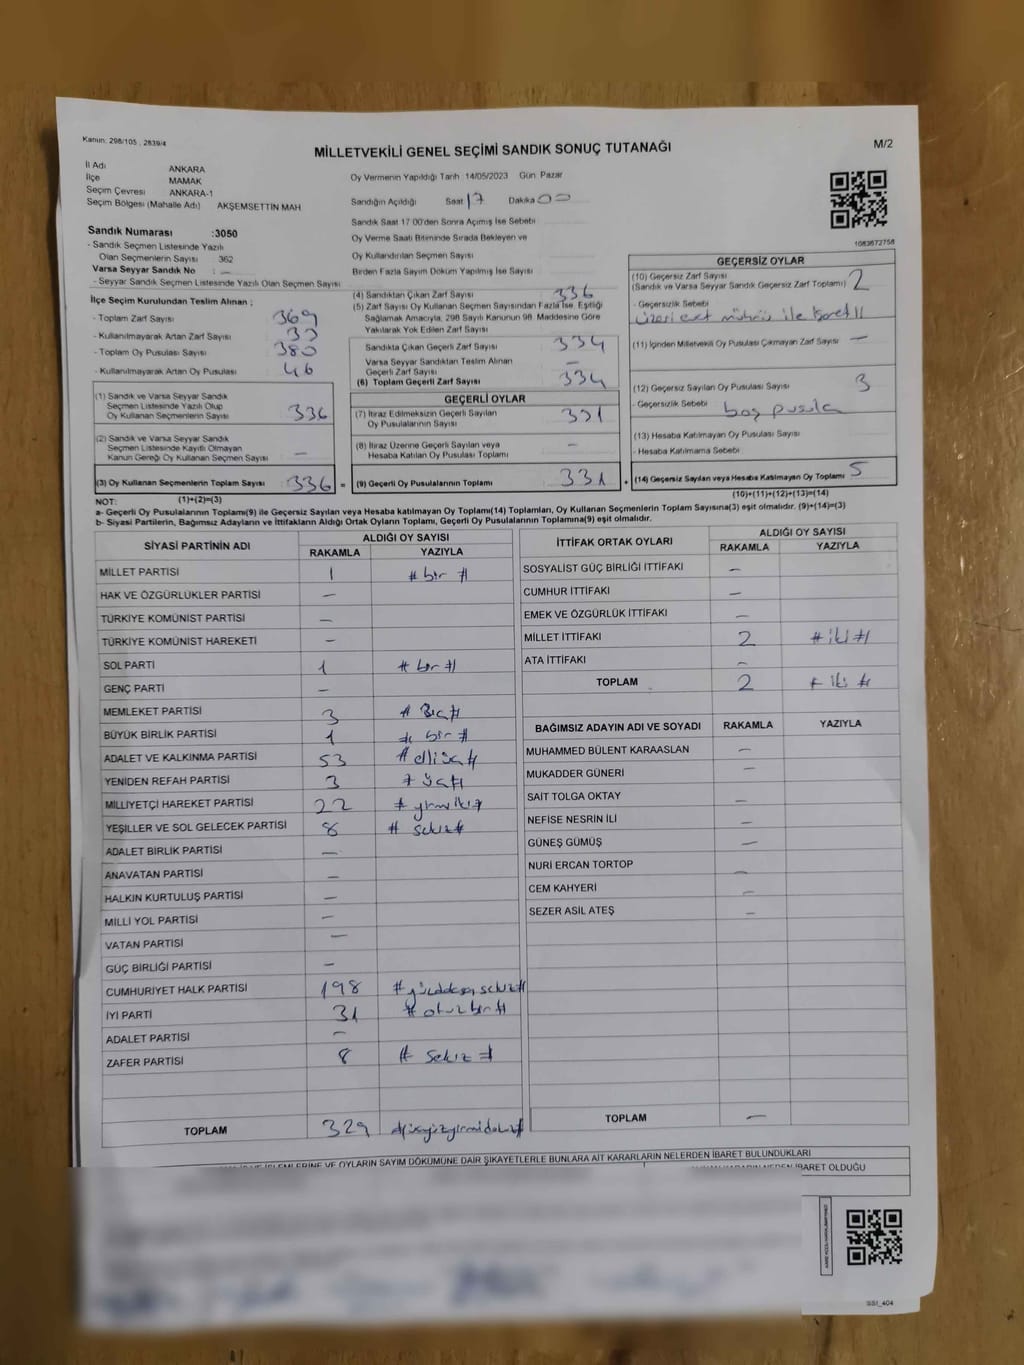 Kanun: 298/105 , 2839/4
MİLLETVEKİLİ GENEL SEÇİMİ SANDIK SONUÇ TUTANAĞI
M/2
İl Adı ANKARA
İlçe MAMAK
Seçim Çevresi ANKARA-1
Seçim Bölgesi (Mahalle Adı) AKŞEMSETTİN MAH
Oy Vermenin Yapıldığı Tarih :14/05/2023 Gün Pazar
Sandığın Açıldığı Saat 17 Dakika 00
Sandık Saat 17:00'den Sonra Açımış İse Sebebi
Oy Verme Saati Bitiminde Sırada Bekleyen ve
Oy Kullandırılan Seçmen Sayısı
Birden Fazla Sayım Döküm Yapılmış İse Sayısı
1083672758
Sandık Numarası :3050
- Sandık Seçmen Listesinde Yazılı
Olan Seçmenlerin Sayısı 362
Varsa Seyyar Sandık No : —
- Seyyar Sandık Seçmen Listesinde Yazılı Olan Seçmen Sayısı
İlçe Seçim Kurulundan Teslim Alınan ;
- Toplam Zarf Sayısı 369
- Kullanılmayarak Artan Zarf Sayısı 33
- Toplam Oy Pusulası Sayısı 380
- Kullanılmayarak Artan Oy Pusulası 46
(1) Sandık ve Varsa Seyyar Sandık
Seçmen Listesinde Yazılı Olup
Oy Kullanan Seçmenlerin Sayısı 336
(2) Sandık ve Varsa Seyyar Sandık
Seçmen Listesinde Kayıtlı Olmayan
Kanun Gereği Oy Kullanan Seçmen Sayısı —
(3) Oy Kullanan Seçmenlerin Toplam Sayısı 336 =
(4) Sandıktan Çıkan Zarf Sayısı 336
(5) Zarf Sayısı Oy Kullanan Seçmen Sayısından Fazla İse, Eşitliği
Sağlamak Amacıyla, 298 Sayılı Kanunun 98. Maddesine Göre
Yakılarak Yok Edilen Zarf Sayısı
Sandıkta Çıkan Geçerli Zarf Sayısı 334
Varsa Seyyar Sandıktan Teslim Alınan
Geçerli Zarf Sayısı —
(6) Toplam Geçerli Zarf Sayısı 334
GEÇERLİ OYLAR
(7) İtiraz Edilmeksizin Geçerli Sayılan
Oy Pusulalarının Sayısı 331
(8) İtiraz Üzerine Geçerli Sayılan veya
Hesaba Katılan Oy Pusulası Toplamı —
(9) Geçerli Oy Pusulalarının Toplamı 331 +
GEÇERSİZ OYLAR
(10) Geçersiz Zarf Sayısı
(Sandık ve Varsa Seyyar Sandık Geçersiz Zarf Toplamı) 2
- Geçersizlik Sebebi
üzeri evet mührü ile işaretli
(11) İçinden Milletvekili Oy Pusulası Çıkmayan Zarf Sayısı —
(12) Geçersiz Sayılan Oy Pusulası Sayısı 3
- Geçersizlik Sebebi boş pusula
(13) Hesaba Katılmayan Oy Pusulası Sayısı
- Hesaba Katılmama Sebebi
(14) Geçersiz Sayılan veya Hesaba Katılmayan Oy Toplamı 5
NOT: (1)+(2)=(3) (10)+(11)+(12)+(13)=(14)
a- Geçerli Oy Pusulalarının Toplamı(9) ile Geçersiz Sayılan veya Hesaba katılmayan Oy Toplamı(14) Toplamları, Oy Kullanan Seçmenlerin Toplam Sayısına(3) eşit olmalıdır. (9)+(14)=(3)
b- Siyasi Partilerin, Bağımsız Adayların ve İttifakların Aldığı Ortak Oyların Toplamı, Geçerli Oy Pusulalarının Toplamına(9) eşit olmalıdır.
SİYASİ PARTİNİN ADI ALDIĞI OY SAYISI
RAKAMLA YAZIYLA
MİLLET PARTİSİ 1 # bir #
HAK VE ÖZGÜRLÜKLER PARTİSİ —
TÜRKİYE KOMÜNİST PARTİSİ —
TÜRKİYE KOMÜNİST HAREKETİ —
SOL PARTİ 1 # bir #
GENÇ PARTİ —
MEMLEKET PARTİSİ 3 # üç #
BÜYÜK BİRLİK PARTİSİ 1 # bir #
ADALET VE KALKINMA PARTİSİ 53 # elliüç #
YENİDEN REFAH PARTİSİ 3 # üç #
MİLLİYETÇİ HAREKET PARTİSİ 22 # yirmiiki #
YEŞİLLER VE SOL GELECEK PARTİSİ 8 # sekiz #
ADALET BİRLİK PARTİSİ —
ANAVATAN PARTİSİ —
HALKIN KURTULUŞ PARTİSİ —
MİLLİ YOL PARTİSİ —
VATAN PARTİSİ —
GÜÇ BİRLİĞİ PARTİSİ —
CUMHURİYET HALK PARTİSİ 198 # yüzdoksansekiz #
İYİ PARTİ 31 # otuzbir #
ADALET PARTİSİ —
ZAFER PARTİSİ 8 # sekiz #
TOPLAM 329 # üçyüzyirmidokuz #
İTTİFAK ORTAK OYLARI ALDIĞI OY SAYISI
RAKAMLA YAZIYLA
SOSYALİST GÜÇ BİRLİĞİ İTTİFAKI —
CUMHUR İTTİFAKI —
EMEK VE ÖZGÜRLÜK İTTİFAKI —
MİLLET İTTİFAKI 2 # iki #
ATA İTTİFAKI —
TOPLAM 2 # iki #
BAĞIMSIZ ADAYIN ADI VE SOYADI RAKAMLA YAZIYLA
MUHAMMED BÜLENT KARAASLAN —
MUKADDER GÜNERİ —
SAİT TOLGA OKTAY —
NEFİSE NESRİN İLİ —
GÜNEŞ GÜMÜŞ —
NURİ ERCAN TORTOP —
CEM KAHYERİ —
SEZER ASİL ATEŞ —
TOPLAM —
OYLARIN SAYIM DÖKÜMÜNE DAİR ŞİKAYETLERLE BUNLARA AİT KARARLARIN NELERDEN İBARET BULUNDUKLARI
İBARET OLDUĞU
SSI_404